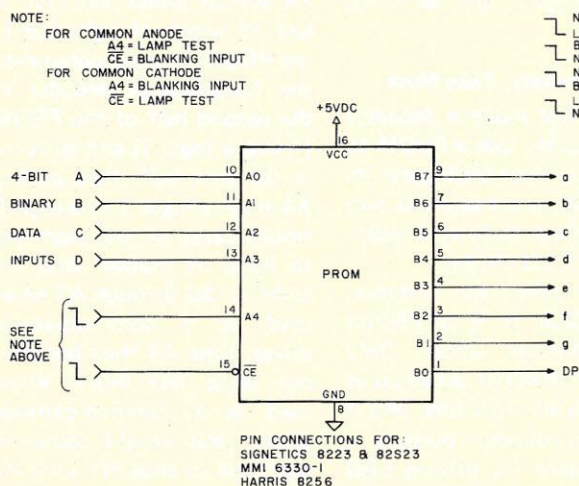 NOTE:
FOR COMMON ANODE
A4 = LAMP TEST
CE = BLANKING INPUT
FOR COMMON CATHODE
A4 = BLANKING INPUT
CE = LAMP TEST
N
L
B
N
N
B
L
N
+5VDC
16
VCC
4-BIT A 10 A0
BINARY B 11 A1
DATA C 12 A2
INPUTS D 13 A3
14 A4
SEE
NOTE
ABOVE
15 CE
PROM
B7 9 a
B6 7 b
B5 6 c
B4 5 d
B3 4 e
B2 3 f
B1 2 g
B0 1 DP
GND
8
PIN CONNECTIONS FOR:
SIGNETICS 8223 & 82S23
MMI 6330-1
HARRIS 8256